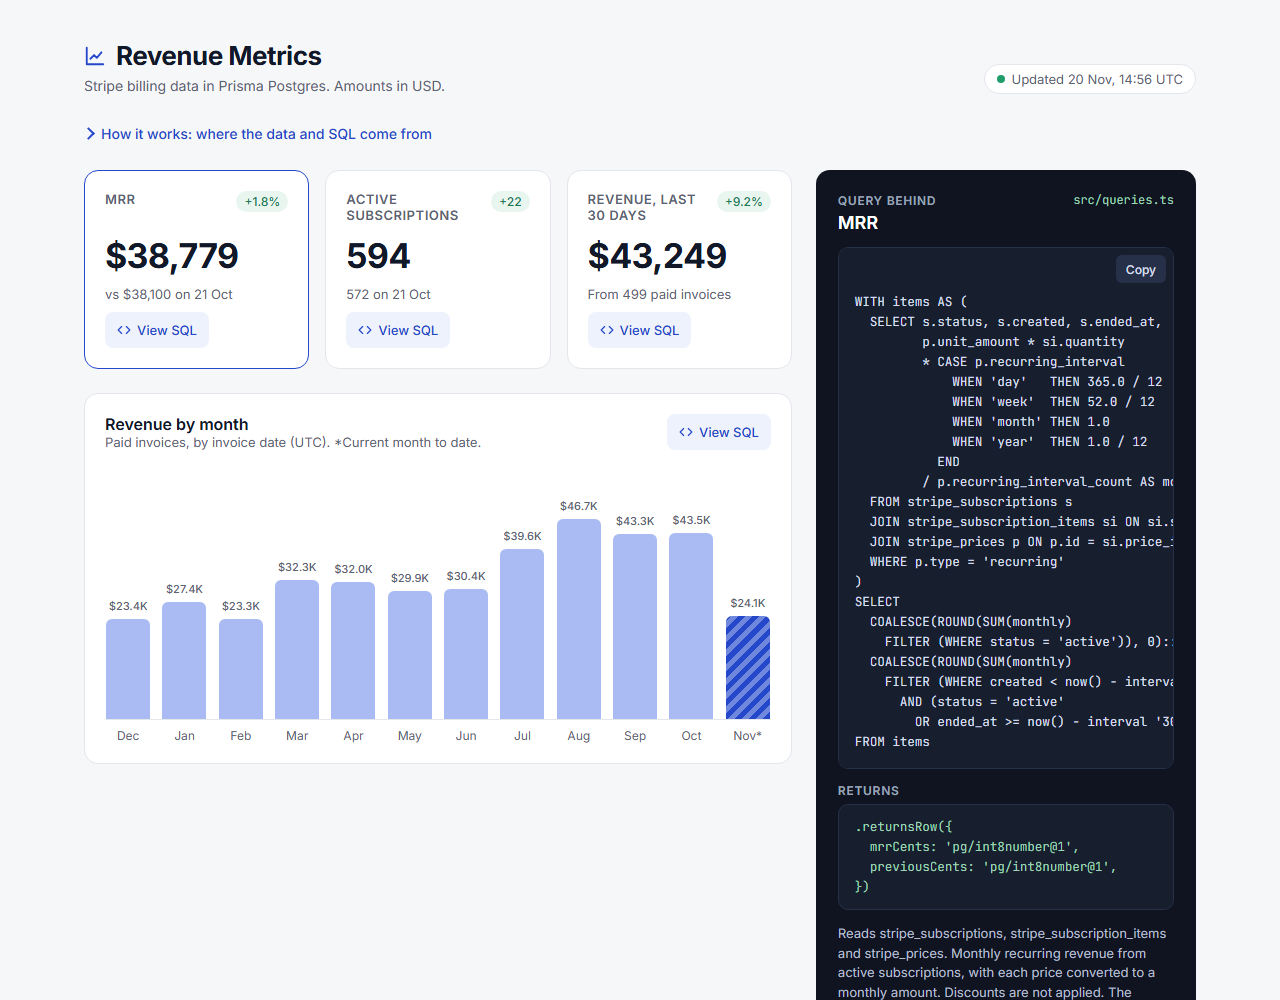 Revenue Metrics
Stripe billing data in Prisma Postgres. Amounts in USD.
Updated 20 Nov, 14:56 UTC
How it works: where the data and SQL come from
MRR
+1.8%
$38,779
vs $38,100 on 21 Oct
View SQL
ACTIVE
SUBSCRIPTIONS
+22
594
572 on 21 Oct
View SQL
REVENUE, LAST
30 DAYS
+9.2%
$43,249
From 499 paid invoices
View SQL
Revenue by month
Paid invoices, by invoice date (UTC). *Current month to date.
View SQL
$23.4K
$27.4K
$23.3K
$32.3K
$32.0K
$29.9K
$30.4K
$39.6K
$46.7K
$43.3K
$43.5K
$24.1K
Dec
Jan
Feb
Mar
Apr
May
Jun
Jul
Aug
Sep
Oct
Nov*
QUERY BEHIND
src/queries.ts
MRR
Copy
WITH items AS (
  SELECT s.status, s.created, s.ended_at,
         p.unit_amount * si.quantity
         * CASE p.recurring_interval
             WHEN 'day'   THEN 365.0 / 12
             WHEN 'week'  THEN 52.0 / 12
             WHEN 'month' THEN 1.0
             WHEN 'year'  THEN 1.0 / 12
           END
         / p.recurring_interval_count AS mo
  FROM stripe_subscriptions s
  JOIN stripe_subscription_items si ON si.s
  JOIN stripe_prices p ON p.id = si.price_i
  WHERE p.type = 'recurring'
)
SELECT
  COALESCE(ROUND(SUM(monthly)
    FILTER (WHERE status = 'active')), 0)::
  COALESCE(ROUND(SUM(monthly)
    FILTER (WHERE created < now() - interva
      AND (status = 'active'
        OR ended_at >= now() - interval '30
FROM items
RETURNS
.returnsRow({
  mrrCents: 'pg/int8number@1',
  previousCents: 'pg/int8number@1',
})
Reads stripe_subscriptions, stripe_subscription_items
and stripe_prices. Monthly recurring revenue from
active subscriptions, with each price converted to a
monthly amount. Discounts are not applied. The